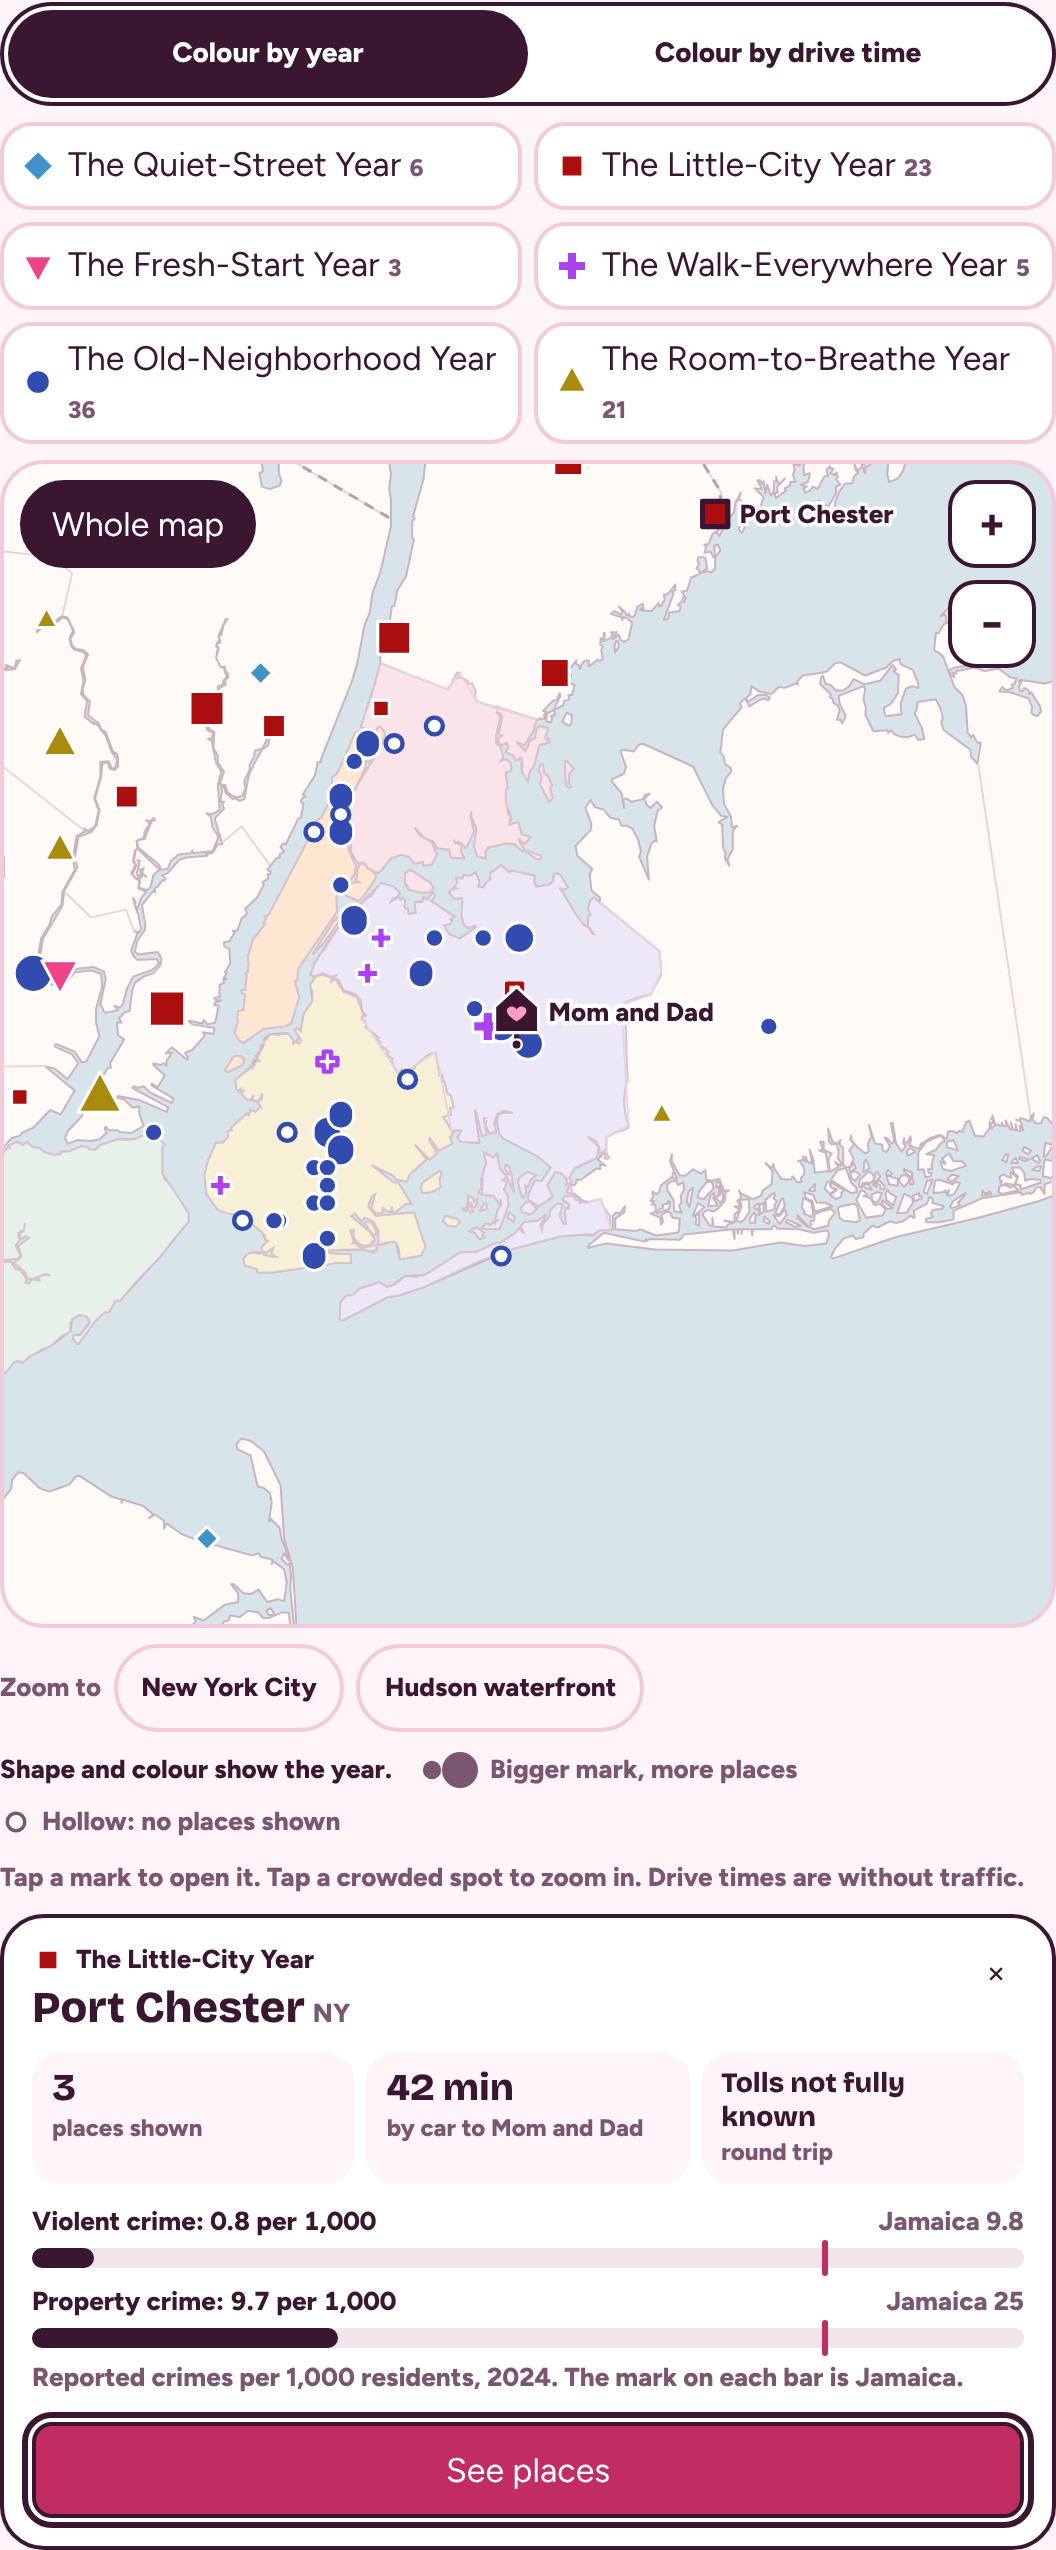 Colour by year
Colour by drive time
The Quiet-Street Year 6
The Little-City Year 23
The Fresh-Start Year 3
The Walk-Everywhere Year 5
The Old-Neighborhood Year
36
The Room-to-Breathe Year
21
Whole map
Port Chester
+
-
Mom and Dad
Zoom to
New York City
Hudson waterfront
Shape and colour show the year.
Bigger mark, more places
Hollow: no places shown
Tap a mark to open it. Tap a crowded spot to zoom in. Drive times are without traffic.
The Little-City Year
×
Port Chester NY
3
places shown
42 min
by car to Mom and Dad
Tolls not fully
known
round trip
Violent crime: 0.8 per 1,000
Jamaica 9.8
Property crime: 9.7 per 1,000
Jamaica 25
Reported crimes per 1,000 residents, 2024. The mark on each bar is Jamaica.
See places